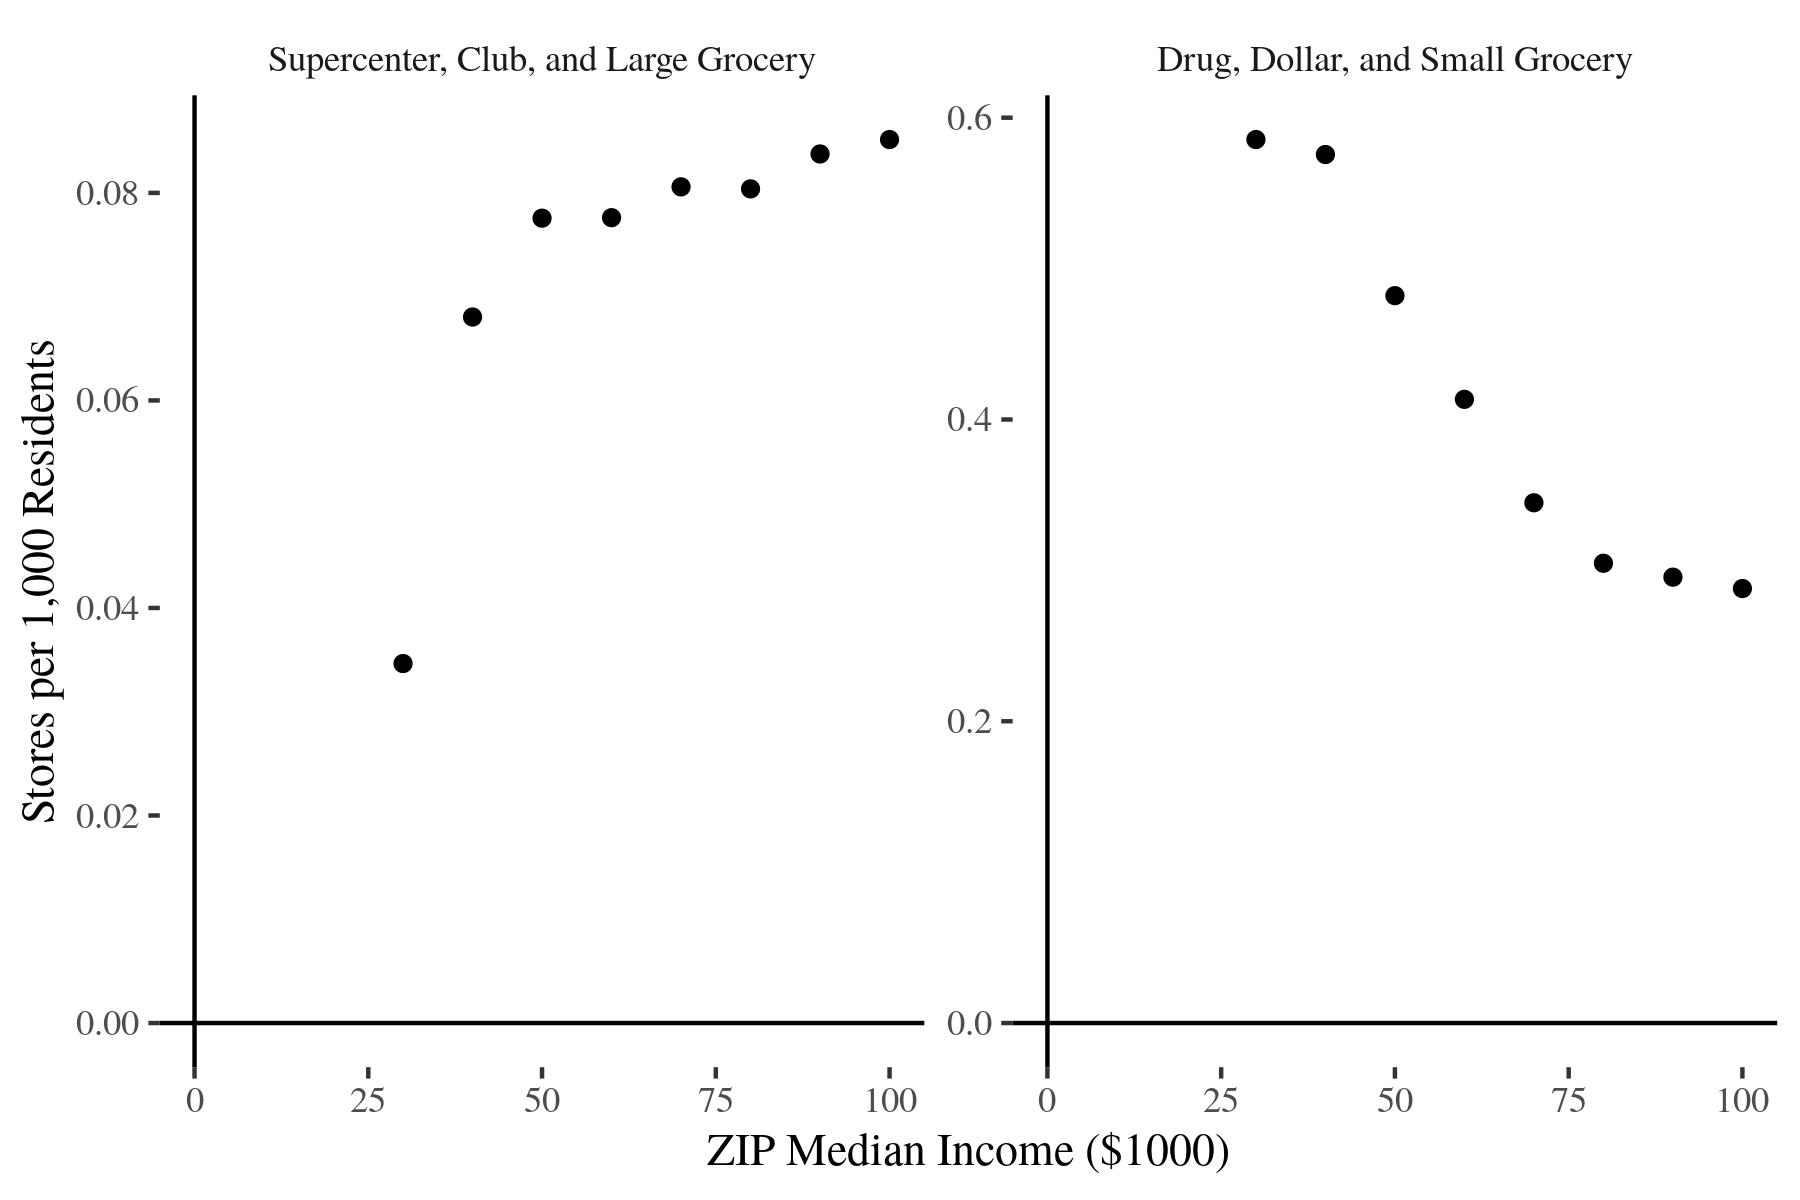 Supercenter, Club, and Large Grocery
Drug, Dollar, and Small Grocery
Stores per 1,000 Residents
0.08
0.06
0.04
0.02
0.00
0.6
0.4
0.2
0.0
0 25 50 75 100
0 25 50 75 100
ZIP Median Income ($1000)